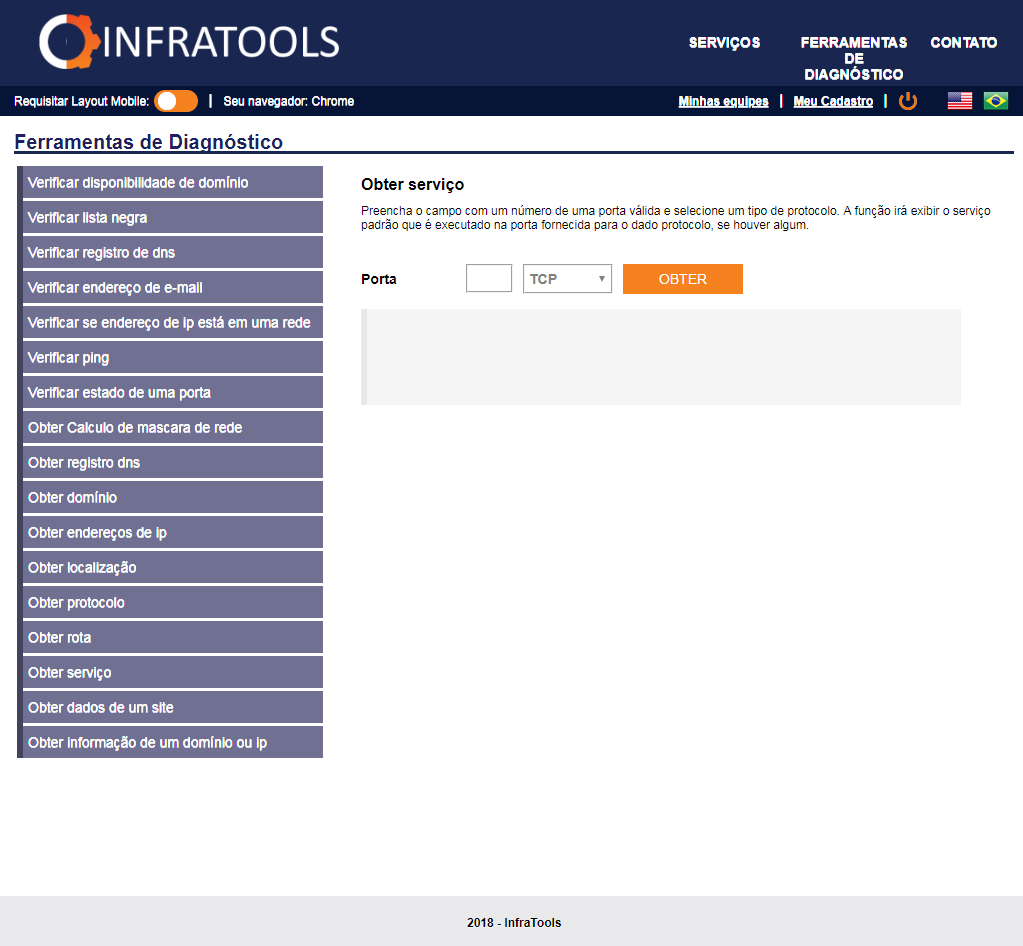 INFRATOOLS
SERVIÇOS
FERRAMENTAS
DE
DIAGNÓSTICO
CONTATO
Requisitar Layout Mobile: | Seu navegador: Chrome
Minhas equipes | Meu Cadastro |
Ferramentas de Diagnóstico
Verificar disponibilidade de domínio
Verificar lista negra
Verificar registro de dns
Verificar endereço de e-mail
Verificar se endereço de ip está em uma rede
Verificar ping
Verificar estado de uma porta
Obter Calculo de mascara de rede
Obter registro dns
Obter domínio
Obter endereços de ip
Obter localização
Obter protocolo
Obter rota
Obter serviço
Obter dados de um site
Obter informação de um domínio ou ip
Obter serviço
Preencha o campo com um número de uma porta válida e selecione um tipo de protocolo. A função irá exibir o serviço
padrão que é executado na porta fornecida para o dado protocolo, se houver algum.
Porta
TCP
OBTER
2018 - InfraTools